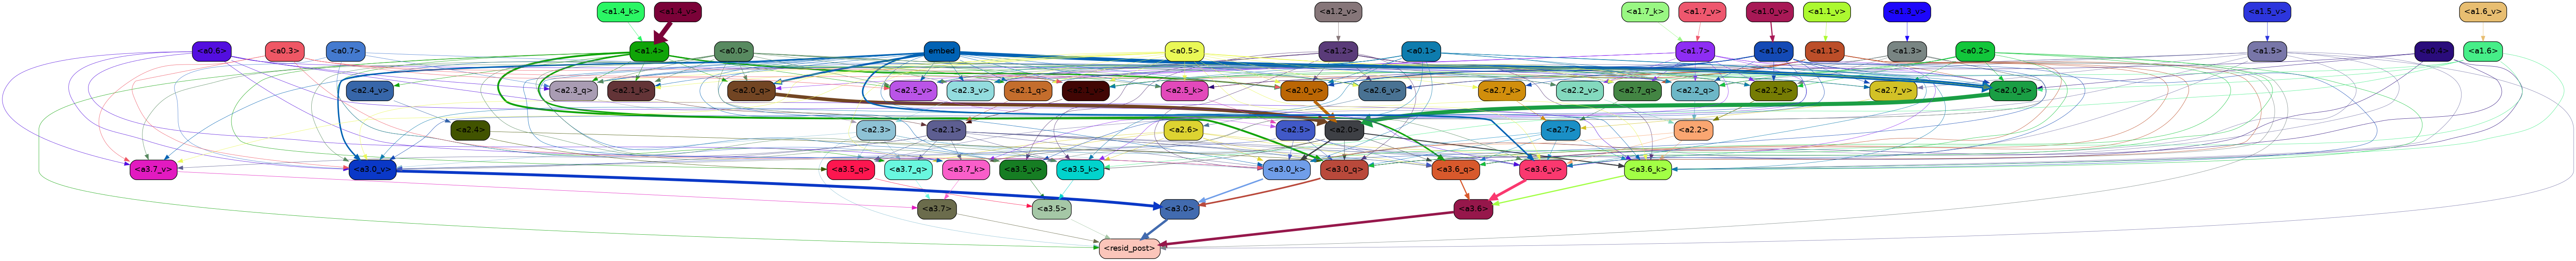 <a1.4_k> <a1.4_v> <a1.2_v> <a1.7_k> <a1.7_v> <a1.0_v> <a1.1_v> <a1.3_v> <a1.5_v> <a1.6_v>
<a0.6> <a0.3> <a0.7> <a1.4> <a0.0> embed <a0.5> <a1.2> <a0.1> <a1.7> <a1.0> <a1.1> <a1.3> <a0.2> <a1.5> <a0.4> <a1.6>
<a2.4_v> <a2.3_q> <a2.1_k> <a2.0_q> <a2.5_v> <a2.3_v> <a2.1_q> <a2.1_v> <a2.5_k> <a2.0_v> <a2.6_v> <a2.7_k> <a2.2_v> <a2.7_q> <a2.2_q> <a2.2_k> <a2.7_v> <a2.0_k>
<a2.4> <a2.3> <a2.1> <a2.6> <a2.5> <a2.0> <a2.7> <a2.2>
<a3.7_v> <a3.0_v> <a3.5_q> <a3.7_q> <a3.7_k> <a3.5_v> <a3.5_k> <a3.0_k> <a3.0_q> <a3.6_q> <a3.6_v> <a3.6_k>
<a3.7> <a3.5> <a3.0> <a3.6>
<resid_post>